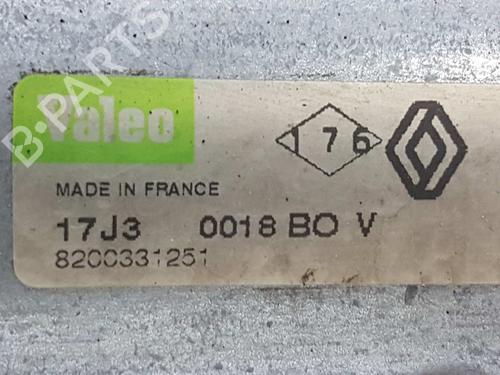 B-PARTS
Valeo
176
MADE IN FRANCE
17J3 0018 BO V
8200331251